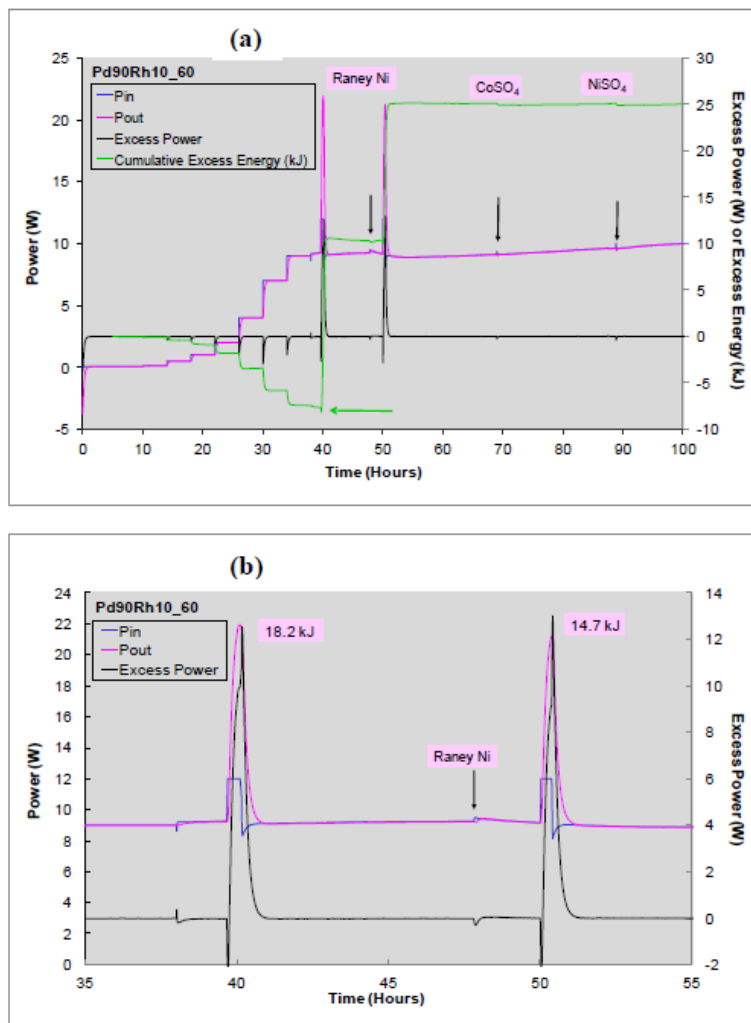 (a)
Pd90Rh10_60
Pin
Pout
Excess Power
Cumulative Excess Energy (kJ)
Raney Ni
CoSO4
NiSO4
25
20
15
10
5
0
-5
30
25
20
15
10
5
0
-5
-10
Power (W)
Excess Power (W) or Excess Energy (kJ)
0 10 20 30 40 50 60 70 80 90 100
Time (Hours)
(b)
Pd90Rh10_60
Pin
Pout
Excess Power
18.2 kJ
14.7 kJ
Raney Ni
24
22
20
18
16
14
12
10
8
6
4
2
0
14
12
10
8
6
4
2
0
-2
Power (W)
Excess Power (W)
35 40 45 50 55
Time (Hours)